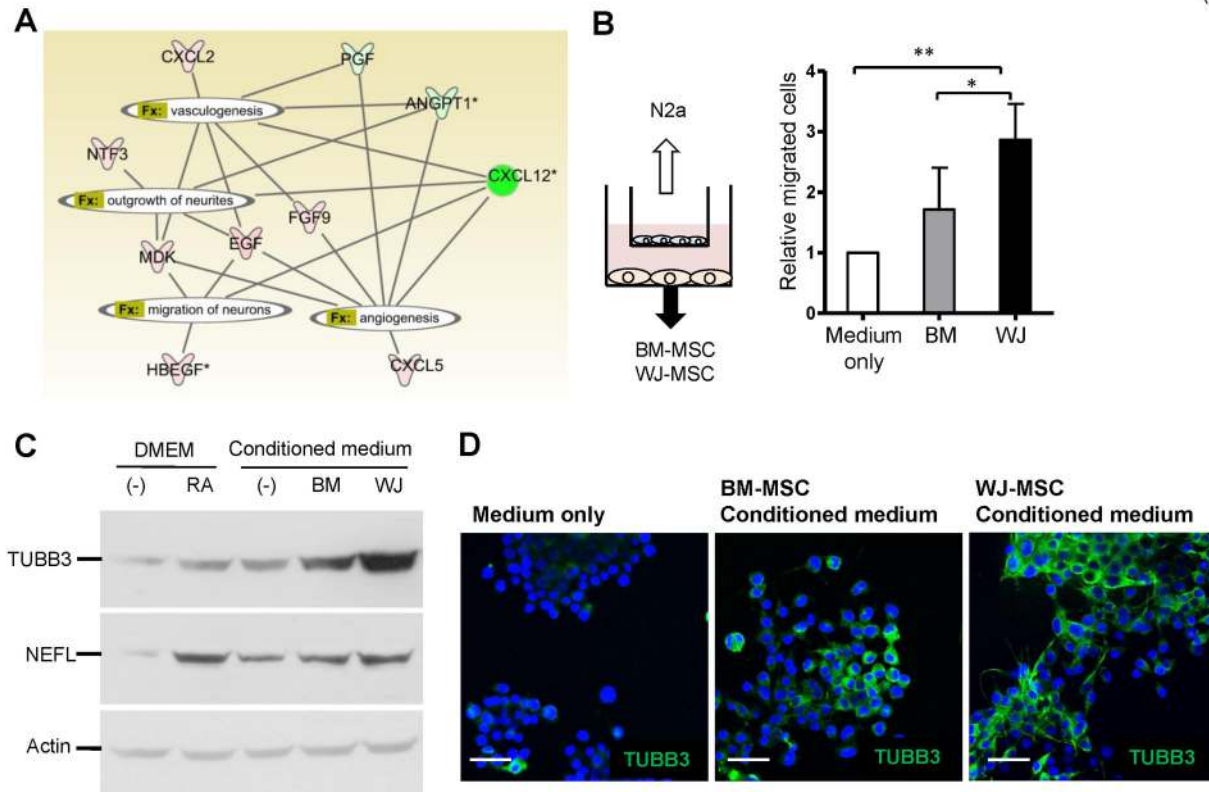 A
CXCL2
PGF
Fx: vasculogenesis
ANGPT1*
NTF3
CXCL12*
Fx: outgrowth of neurites
FGF9
MDK
EGF
Fx: migration of neurons
Fx: angiogenesis
HBEGF*
CXCL5
B
N2a
BM-MSC
WJ-MSC
**
*
4
3
2
1
0
Relative migrated cells
Medium only
BM
WJ
C
DMEM
Conditioned medium
(-) RA (-) BM WJ
TUBB3
NEFL
Actin
D
Medium only
BM-MSC
Conditioned medium
WJ-MSC
Conditioned medium
TUBB3
TUBB3
TUBB3